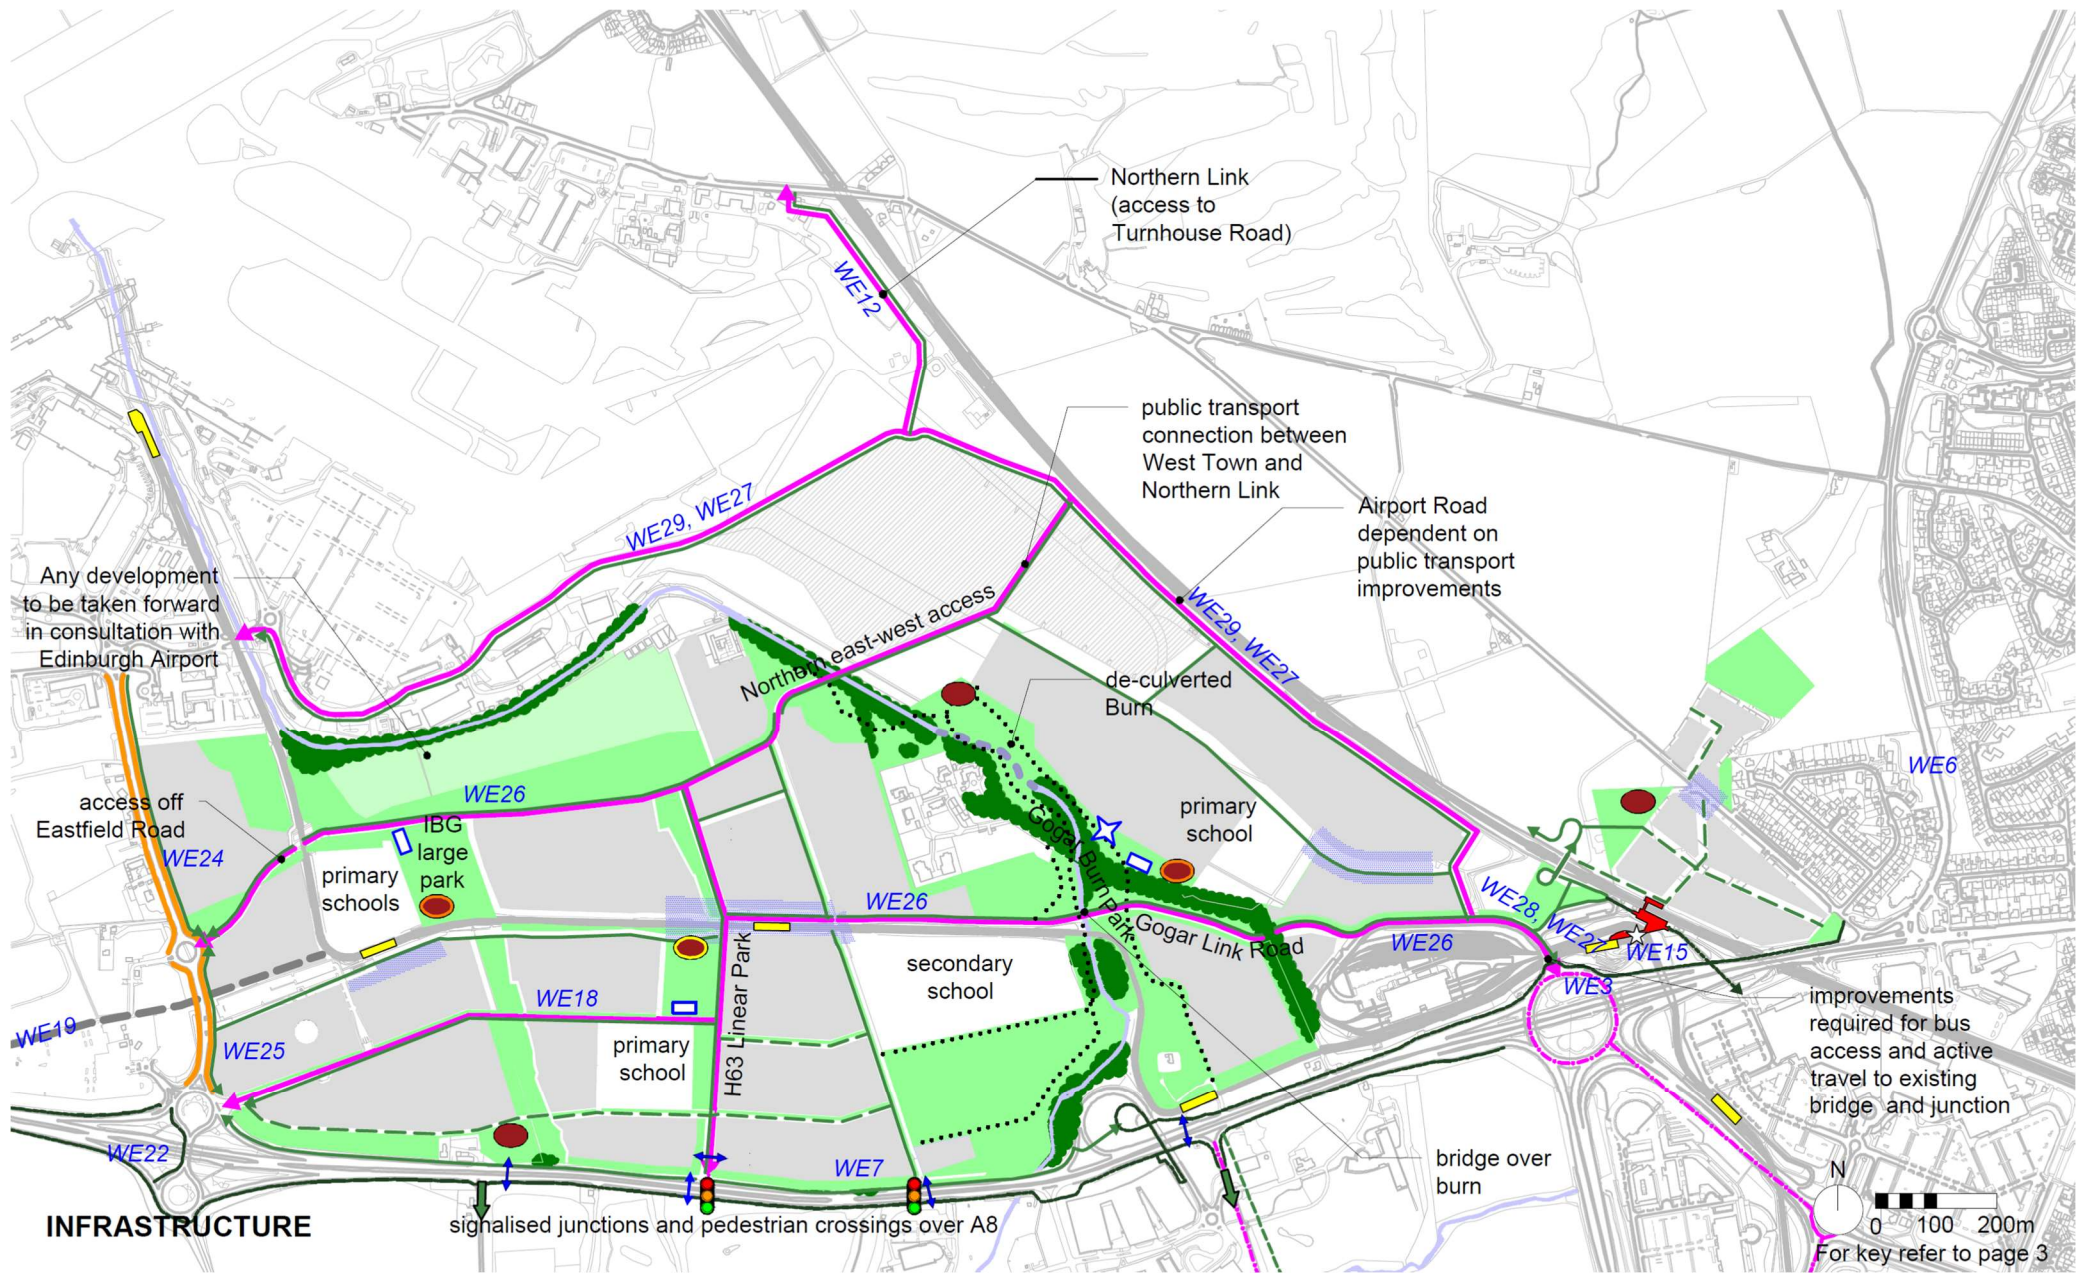 Northern Link
(access to
Turnhouse Road)
WE12
public transport
connection between
West Town and
Northern Link
Airport Road
dependent on
public transport
improvements
WE29, WE27
Any development
to be taken forward
in consultation with
Edinburgh Airport
Northern east-west access
WE29, WE27
de-culverted
Burn
WE6
access off
Eastfield Road
WE26
WE24
IBG
large
park
primary
schools
primary
school
Gogar Burn Park
WE26
WE28,
WE27
Gogar Link Road
WE26
WE15
WE3
secondary
school
WE18
H63 Linear Park
WE19
WE25
primary
school
improvements
required for bus
access and active
travel to existing
bridge and junction
WE22
WE7
bridge over
burn
N
INFRASTRUCTURE
signalised junctions and pedestrian crossings over A8
0 100 200m
For key refer to page 3